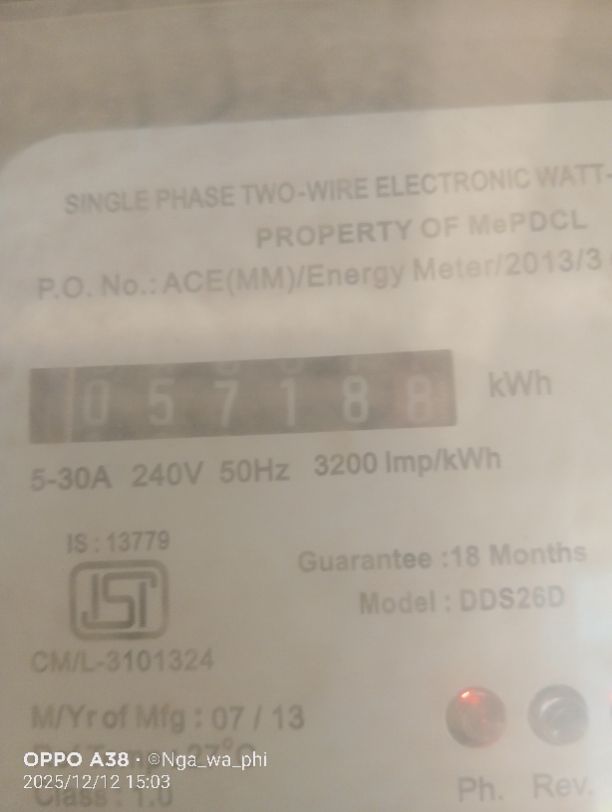 SINGLE PHASE TWO-WIRE ELECTRONIC WATT-
PROPERTY OF MePDCL
P.O. No.: ACE(MM)/Energy Meter/2013/3
057188 kWh
5-30A 240V 50Hz 3200 Imp/kWh
IS : 13779
Guarantee :18 Months
Model : DDS26D
CM/L-3101324
M/Yr of Mfg : 07 / 13
Class : 1.0
Ph. Rev.
OPPO A38 · ©Nga_wa_phi
2025/12/12 15:03